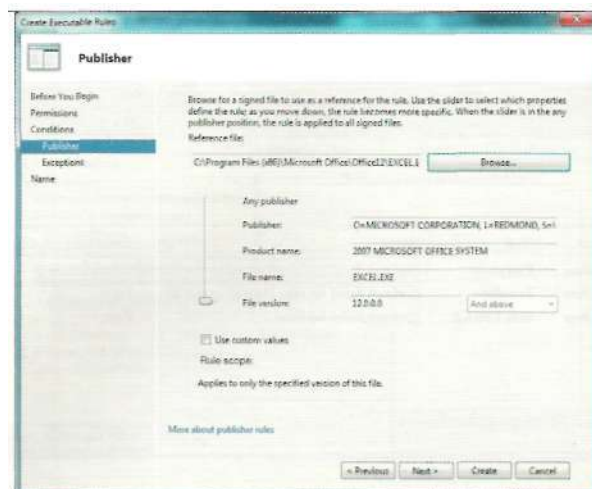 Create Executable Rules
Publisher
Before You Begin
Permissions
Conditions
Publisher
Exceptions
Name
Browse for a signed file to use as a reference for the rule. Use the slider to select which properties
define the rule; as you move down, the rule becomes more specific. When the slider is in the any
publisher position, the rule is applied to all signed files.
Reference file:
C:\Program Files (x86)\Microsoft Office\Office12\EXCEL.E
Browse...
Any publisher
Publisher: O=MICROSOFT CORPORATION, L=REDMOND, S=
Product name: 2007 MICROSOFT OFFICE SYSTEM
File name: EXCEL.EXE
File version: 12.0.0.0 And above
Use custom values
Rule scope:
Applies to only the specified version of this file.
More about publisher rules
< Previous Next > Create Cancel